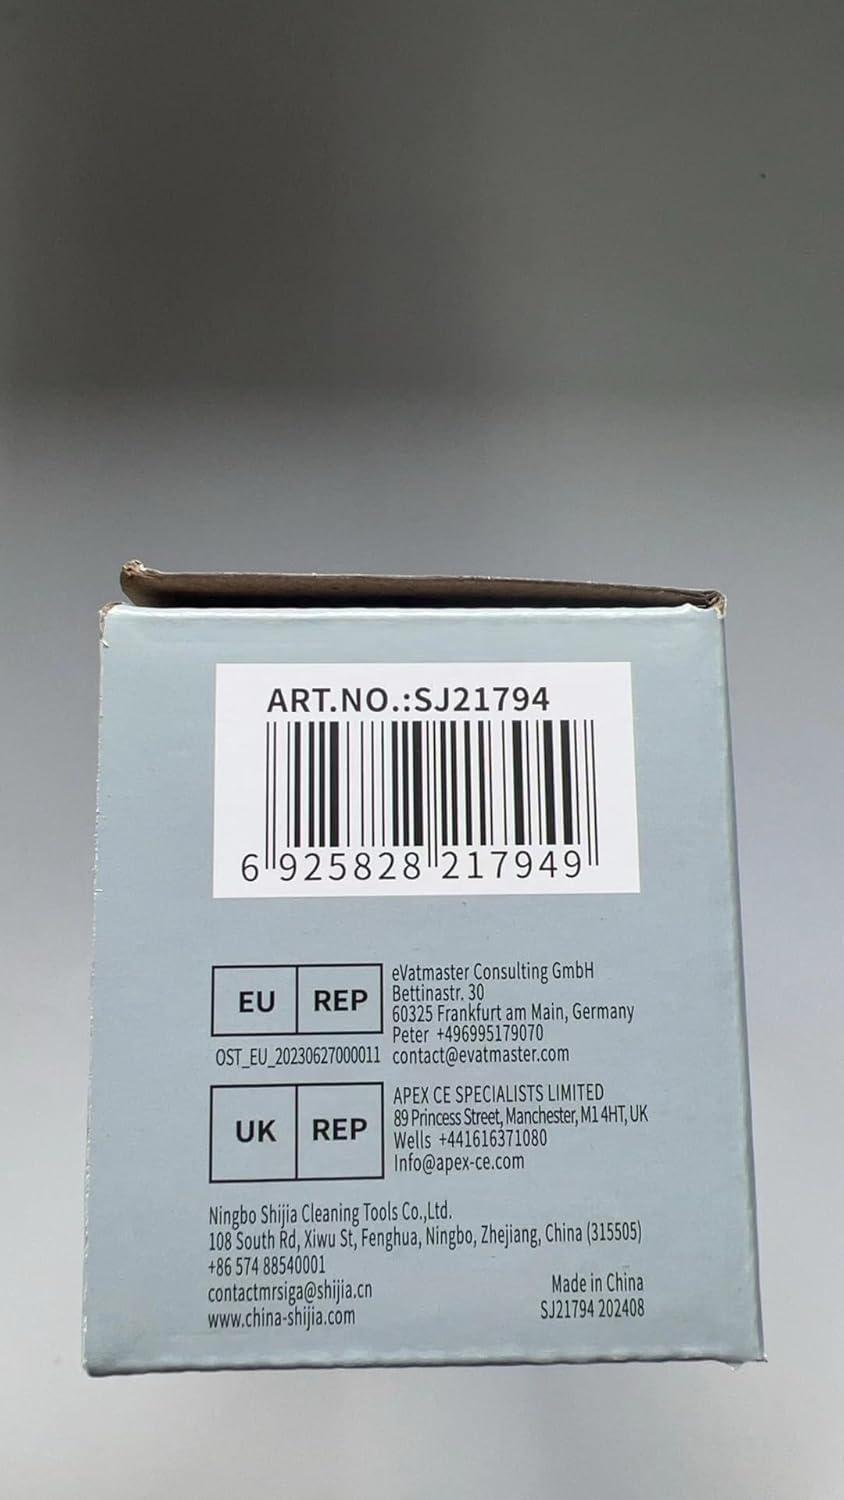 ART.NO.:SJ21794
6 925828 217949
EU REP
eVatmaster Consulting GmbH
Bettinastr. 30
60325 Frankfurt am Main, Germany
Peter +496995179070
OST_EU_20230627000011 contact@evatmaster.com
UK REP
APEX CE SPECIALISTS LIMITED
89 Princess Street, Manchester, M1 4HT, UK
Wells +441616371080
Info@apex-ce.com
Ningbo Shijia Cleaning Tools Co.,Ltd.
108 South Rd, Xiwu St, Fenghua, Ningbo, Zhejiang, China (315505)
+86 574 88540001
contactmrsiga@shijia.cn
www.china-shijia.com
Made in China
SJ21794 202408